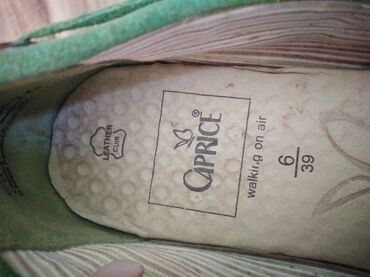 LEATHER
CUIR
CAPRICE®
walking on air
6
39